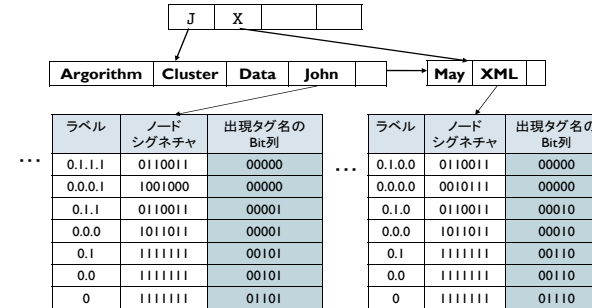 J X
Argorithm Cluster Data John
May XML
ラベル ノード シグネチャ 出現タグ名の Bit列
0.1.1.1 0110011 00000
0.0.0.1 1001000 00000
0.1.1 0110011 00001
0.0.0 1011011 00001
0.1 1111111 00101
0.0 1111111 00101
0 1111111 01101
...
ラベル ノード シグネチャ 出現タグ名の Bit列
0.1.0.0 0110011 00000
0.0.0.0 0010111 00000
0.1.0 0110011 00010
0.0.0 1011011 00010
0.1 1111111 00110
0.0 1111111 00110
0 1111111 01110
...